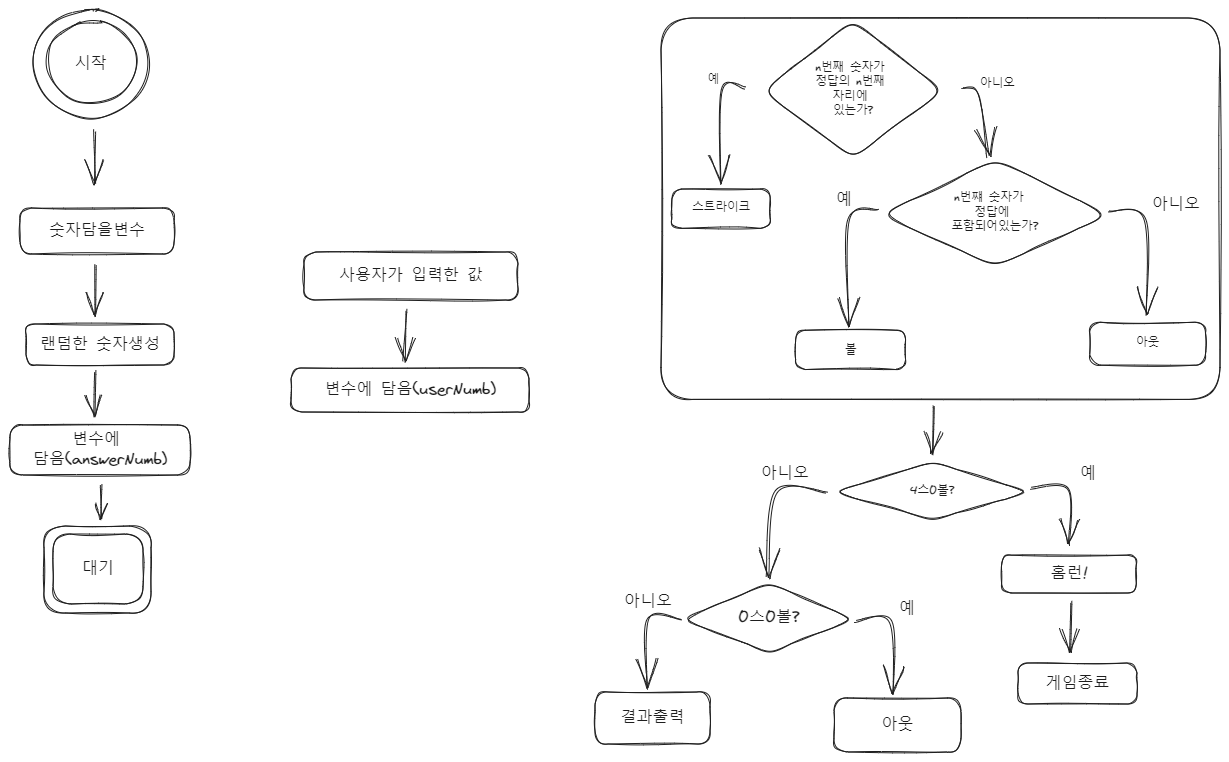 시작
숫자담을변수
랜덤한 숫자생성
변수에
담음(answerNumb)
대기
사용자가 입력한 값
변수에 담음(userNumb)
n번째 숫자가
정답의 n번째
자리에
있는가?
예
아니오
스트라이크
n번째 숫자가
정답에
포함되어있는가?
예
아니오
볼
아웃
4스0볼?
아니오
예
홈런!
게임종료
0스0볼?
아니오
예
결과출력
아웃